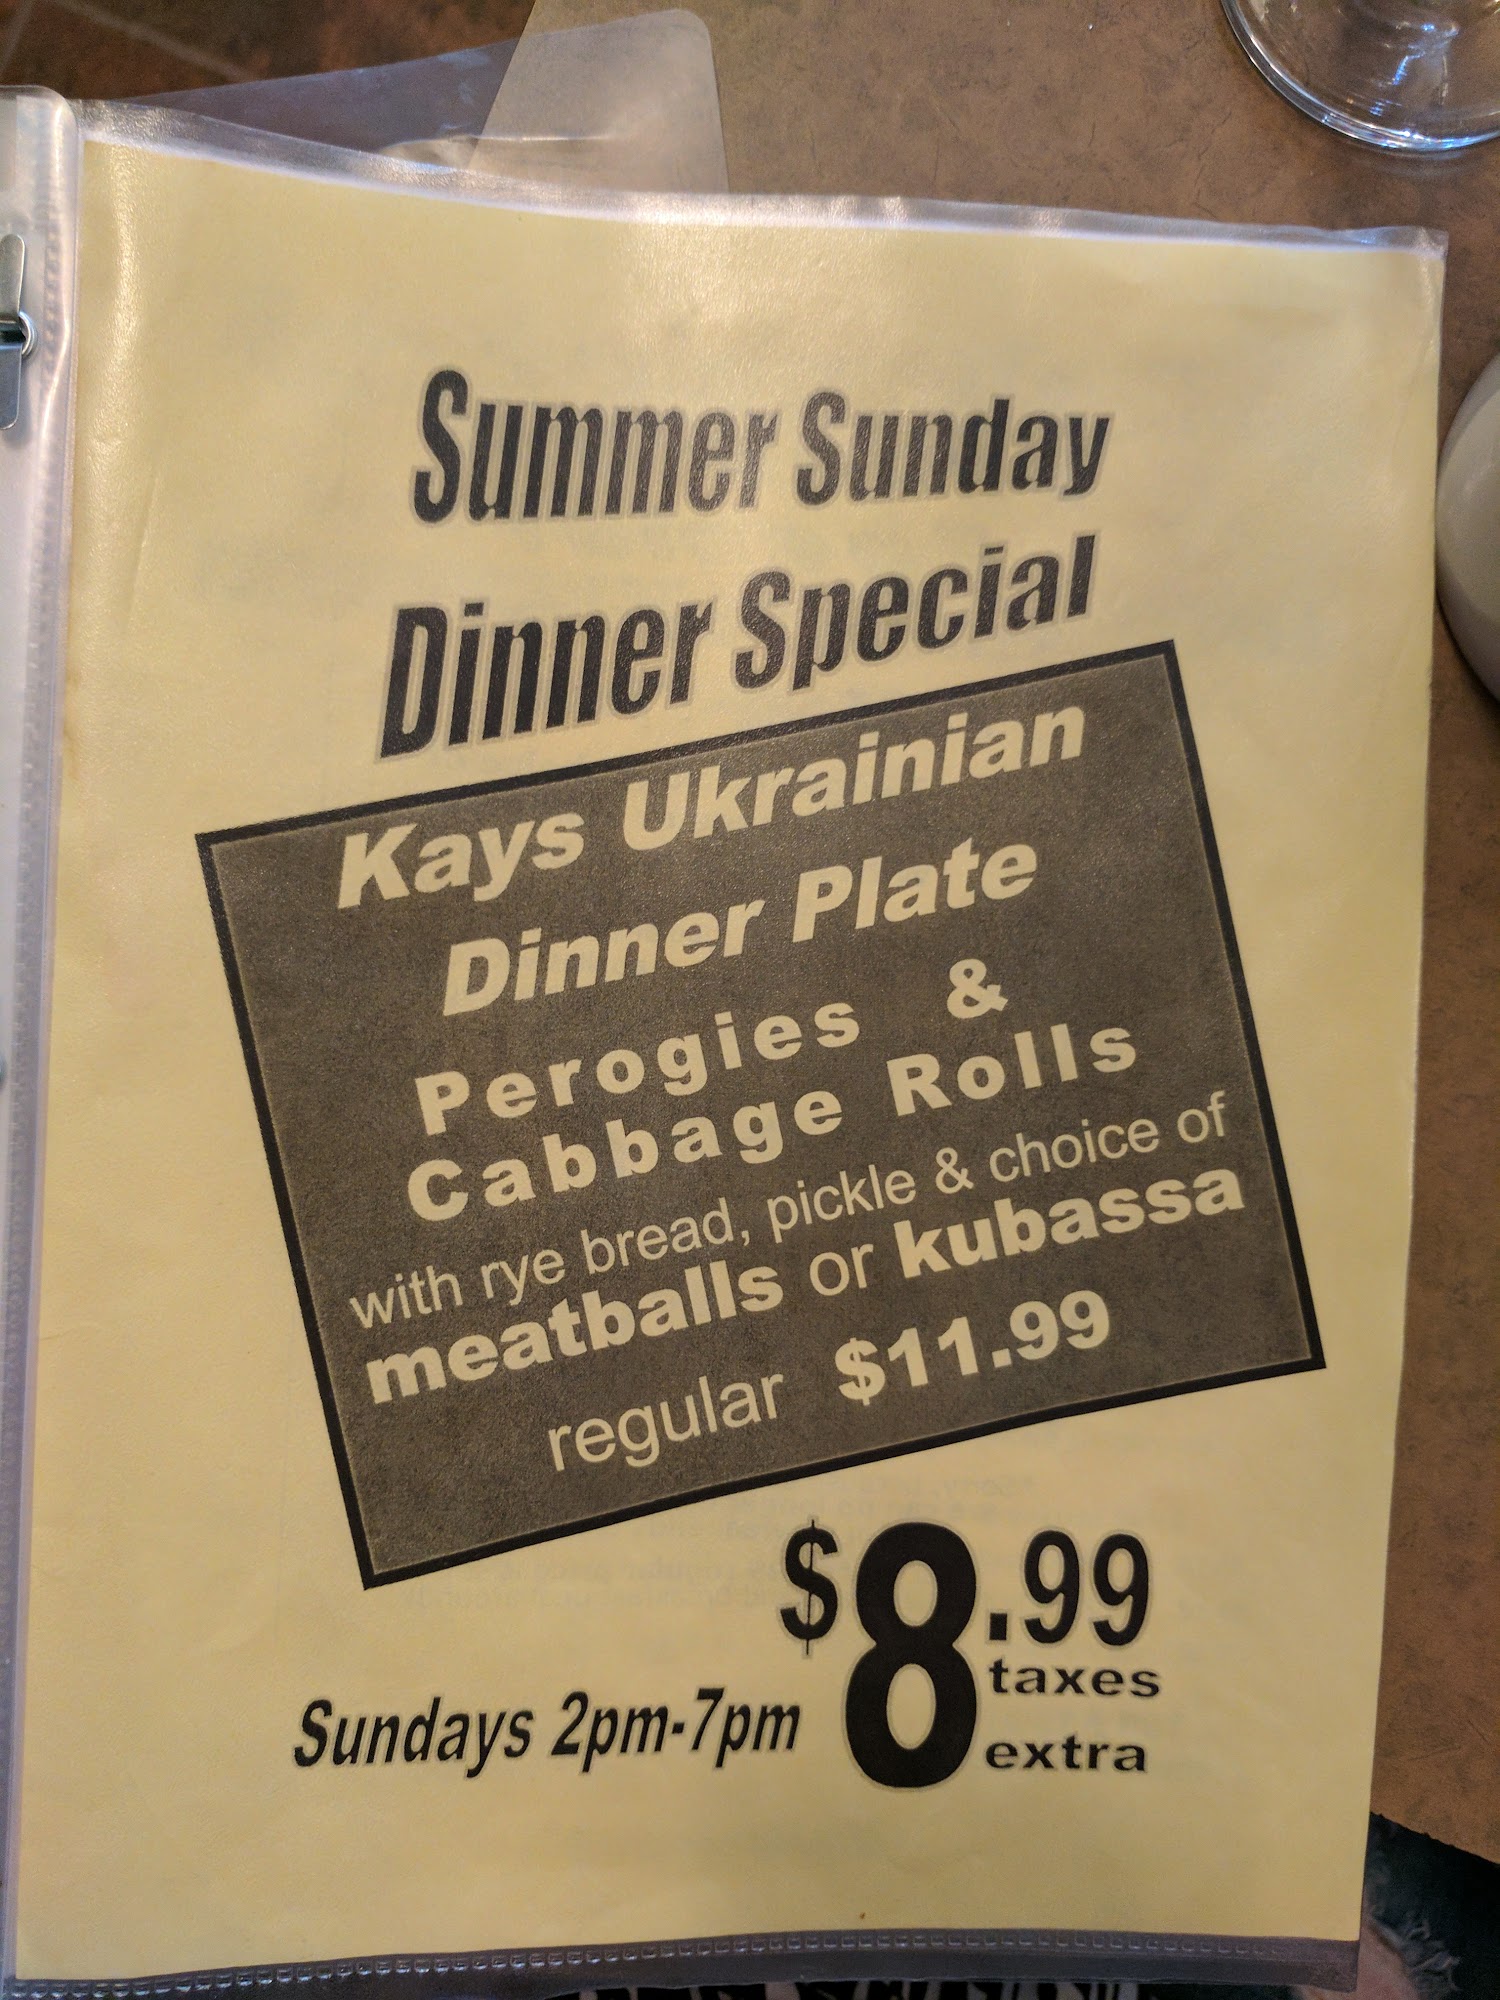 Summer Sunday
Dinner Special
Kays Ukrainian
Dinner Plate
Perogies &
Cabbage Rolls
with rye bread, pickle & choice of
meatballs or kubassa
regular $11.99
$8.99
taxes
extra
Sundays 2pm-7pm